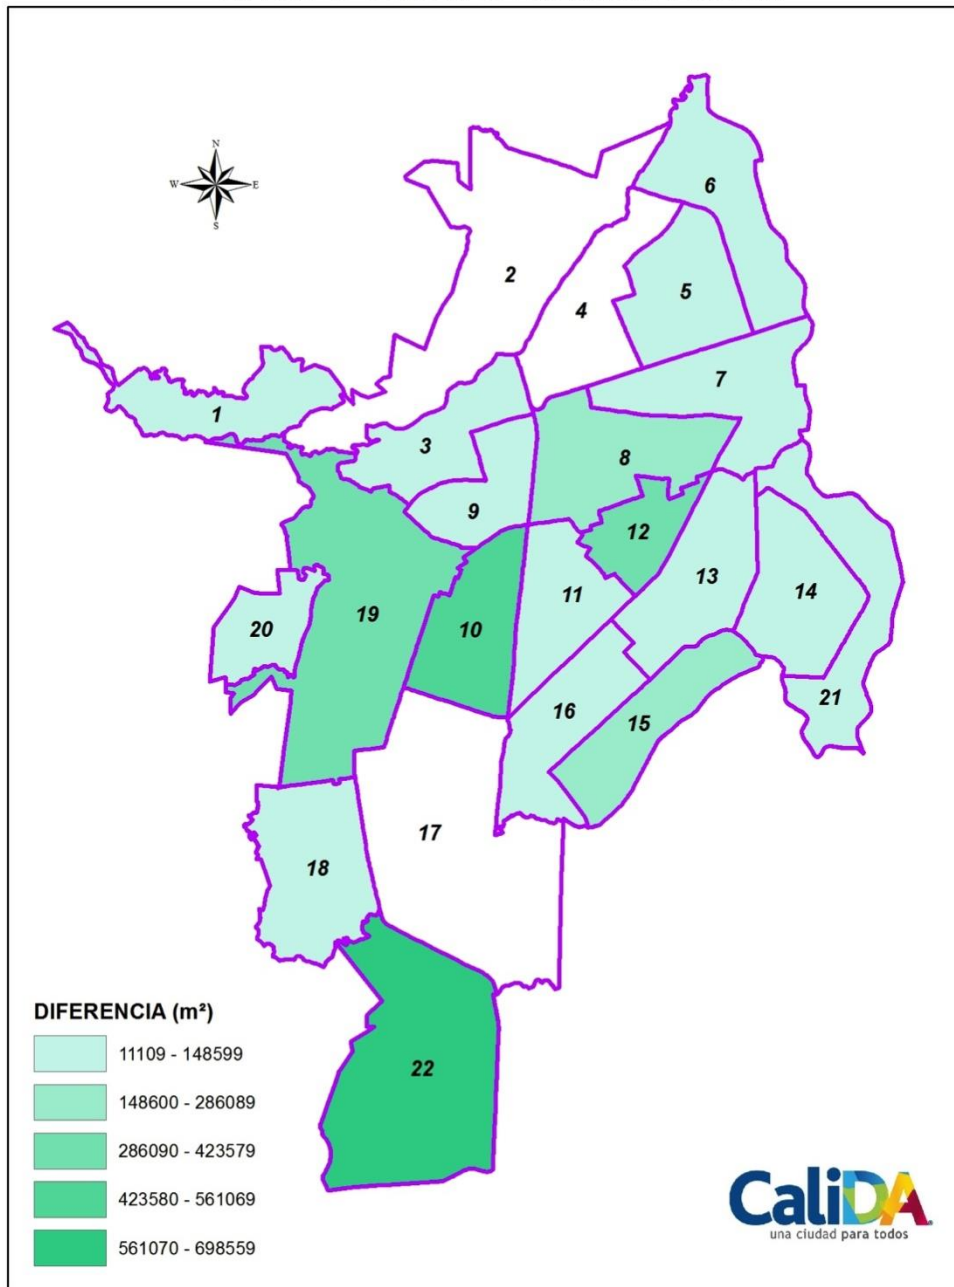 N
W E
S
6
2
5
4
7
1
3
8
9
12
13
14
11
10
19
20
21
16
15
17
18
22
DIFERENCIA (m²)
11109 - 148599
148600 - 286089
286090 - 423579
423580 - 561069
561070 - 698559
CaliDA
una ciudad para todos